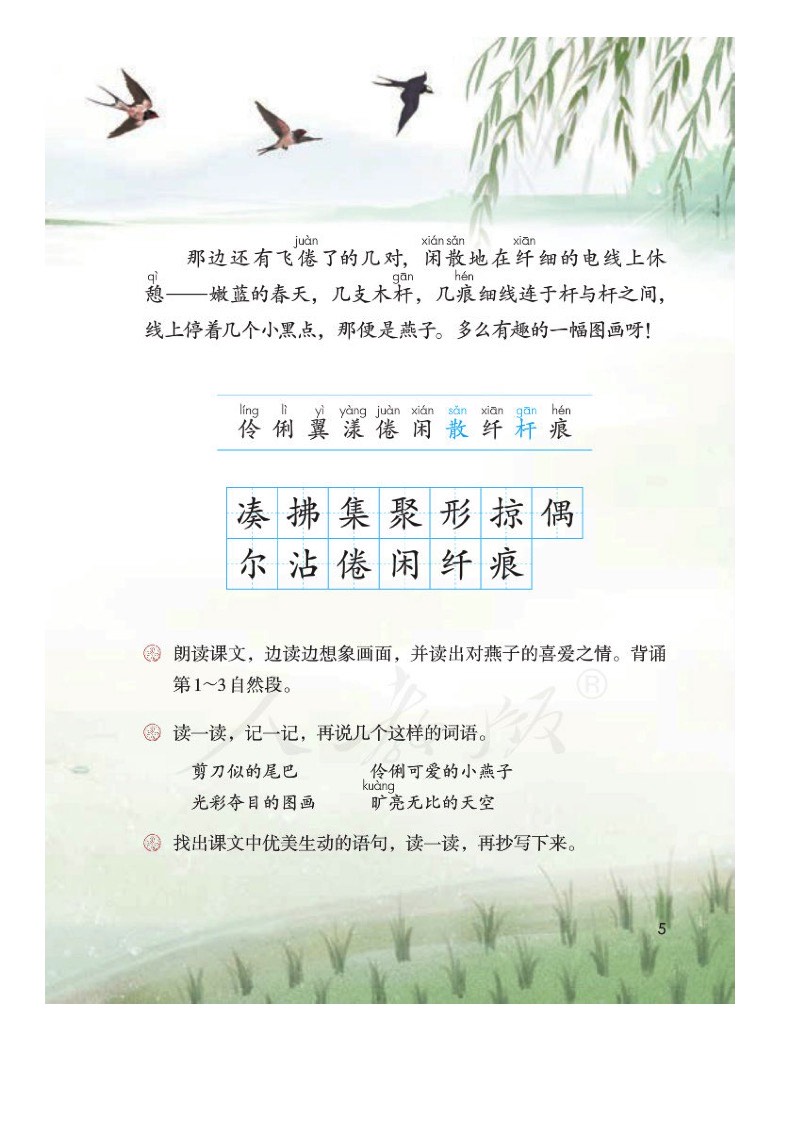 juàn xián sǎn xiān
那边还有飞倦了的几对，闲散地在纤细的电线上休
qì gān hén
憩——嫩蓝的春天，几支木杆，几痕细线连于杆与杆之间，
线上停着几个小黑点，那便是燕子。多么有趣的一幅图画呀！
líng lì yì yàng juàn xián sǎn xiān gān hén
伶 俐 翼 漾 倦 闲 散 纤 杆 痕
凑 拂 集 聚 形 掠 偶
尔 沾 倦 闲 纤 痕
朗读课文，边读边想象画面，并读出对燕子的喜爱之情。背诵
第1～3自然段。
读一读，记一记，再说几个这样的词语。
剪刀似的尾巴 伶俐可爱的小燕子
kuàng
光彩夺目的图画 旷亮无比的天空
找出课文中优美生动的语句，读一读，再抄写下来。
人教版®
5